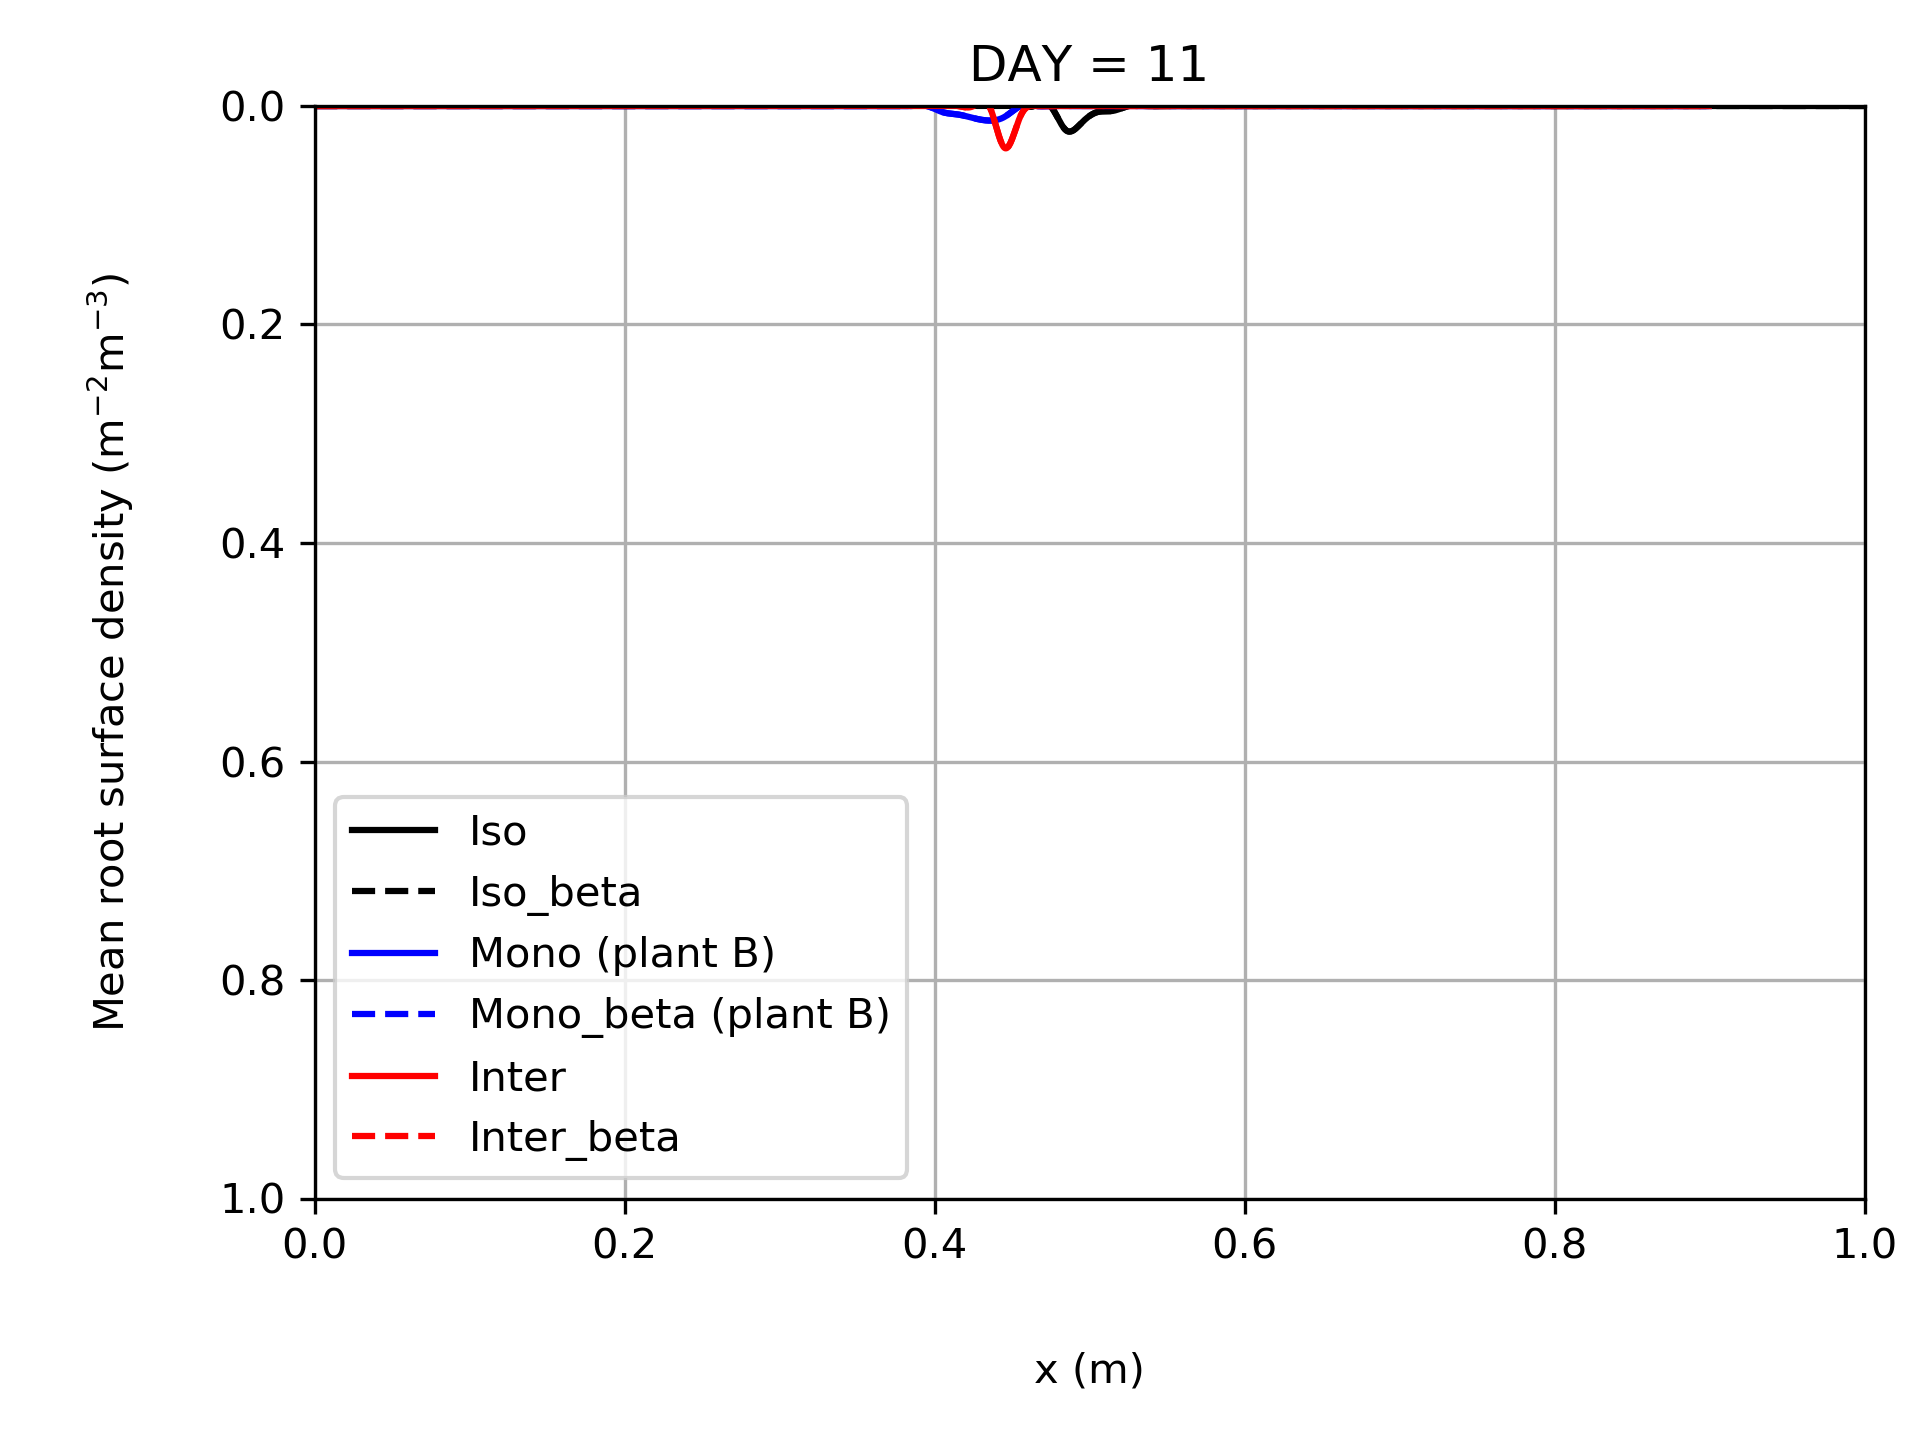 DAY = 11
Mean root surface density (m⁻²m⁻³)
0.0
0.2
0.4
0.6
0.8
1.0
Iso
Iso_beta
Mono (plant B)
Mono_beta (plant B)
Inter
Inter_beta
0.0 0.2 0.4 0.6 0.8 1.0
x (m)